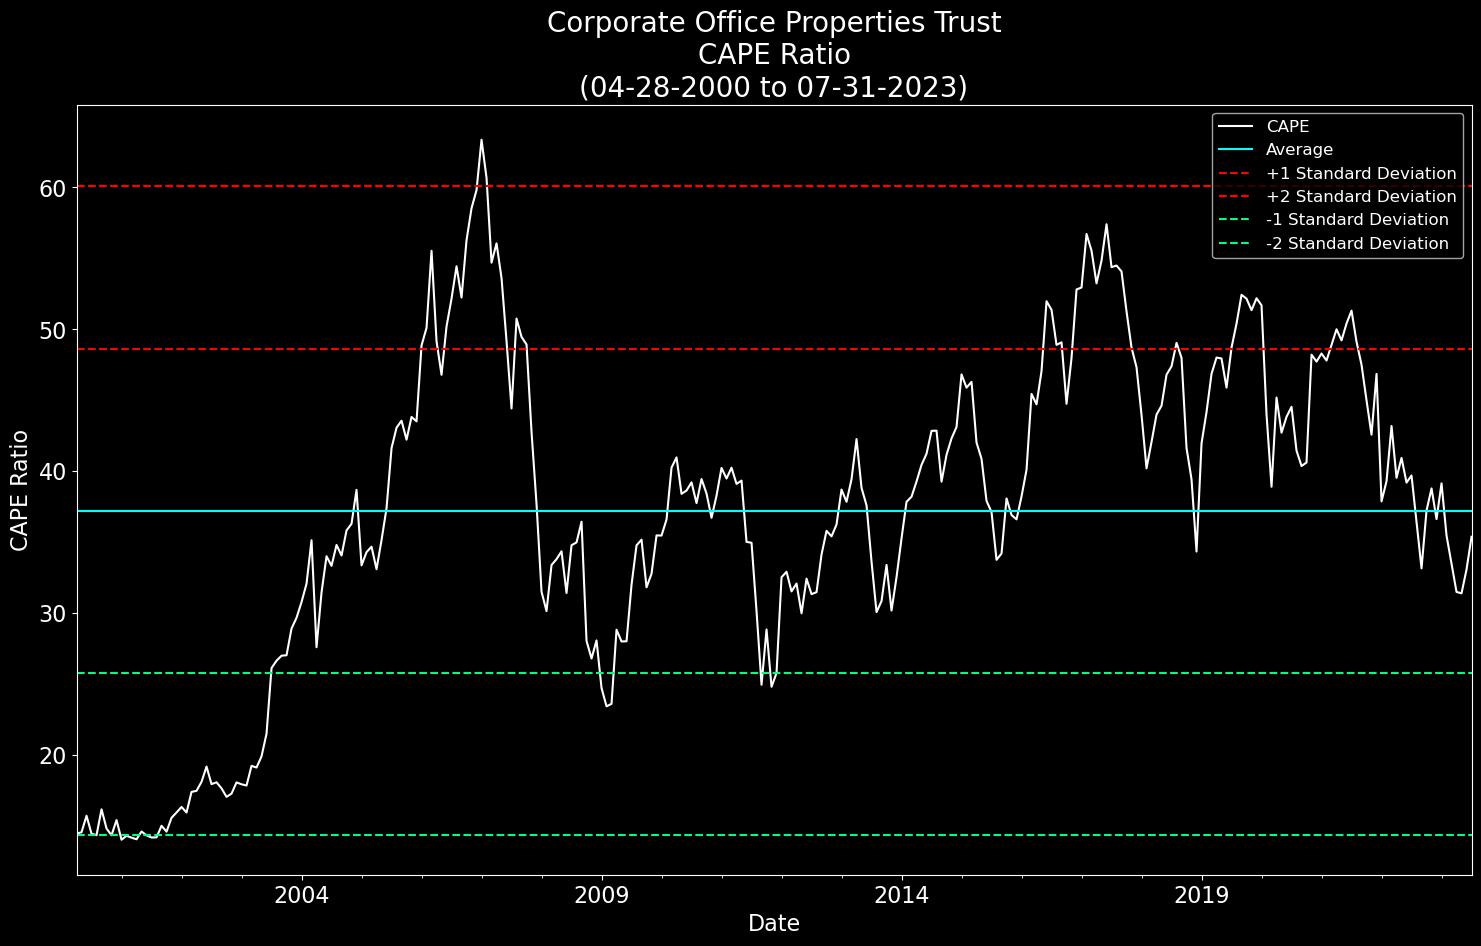 Corporate Office Properties Trust
CAPE Ratio
(04-28-2000 to 07-31-2023)
CAPE
Average
+1 Standard Deviation
+2 Standard Deviation
-1 Standard Deviation
-2 Standard Deviation
60
50
40
30
20
CAPE Ratio
2004
2009
2014
2019
Date